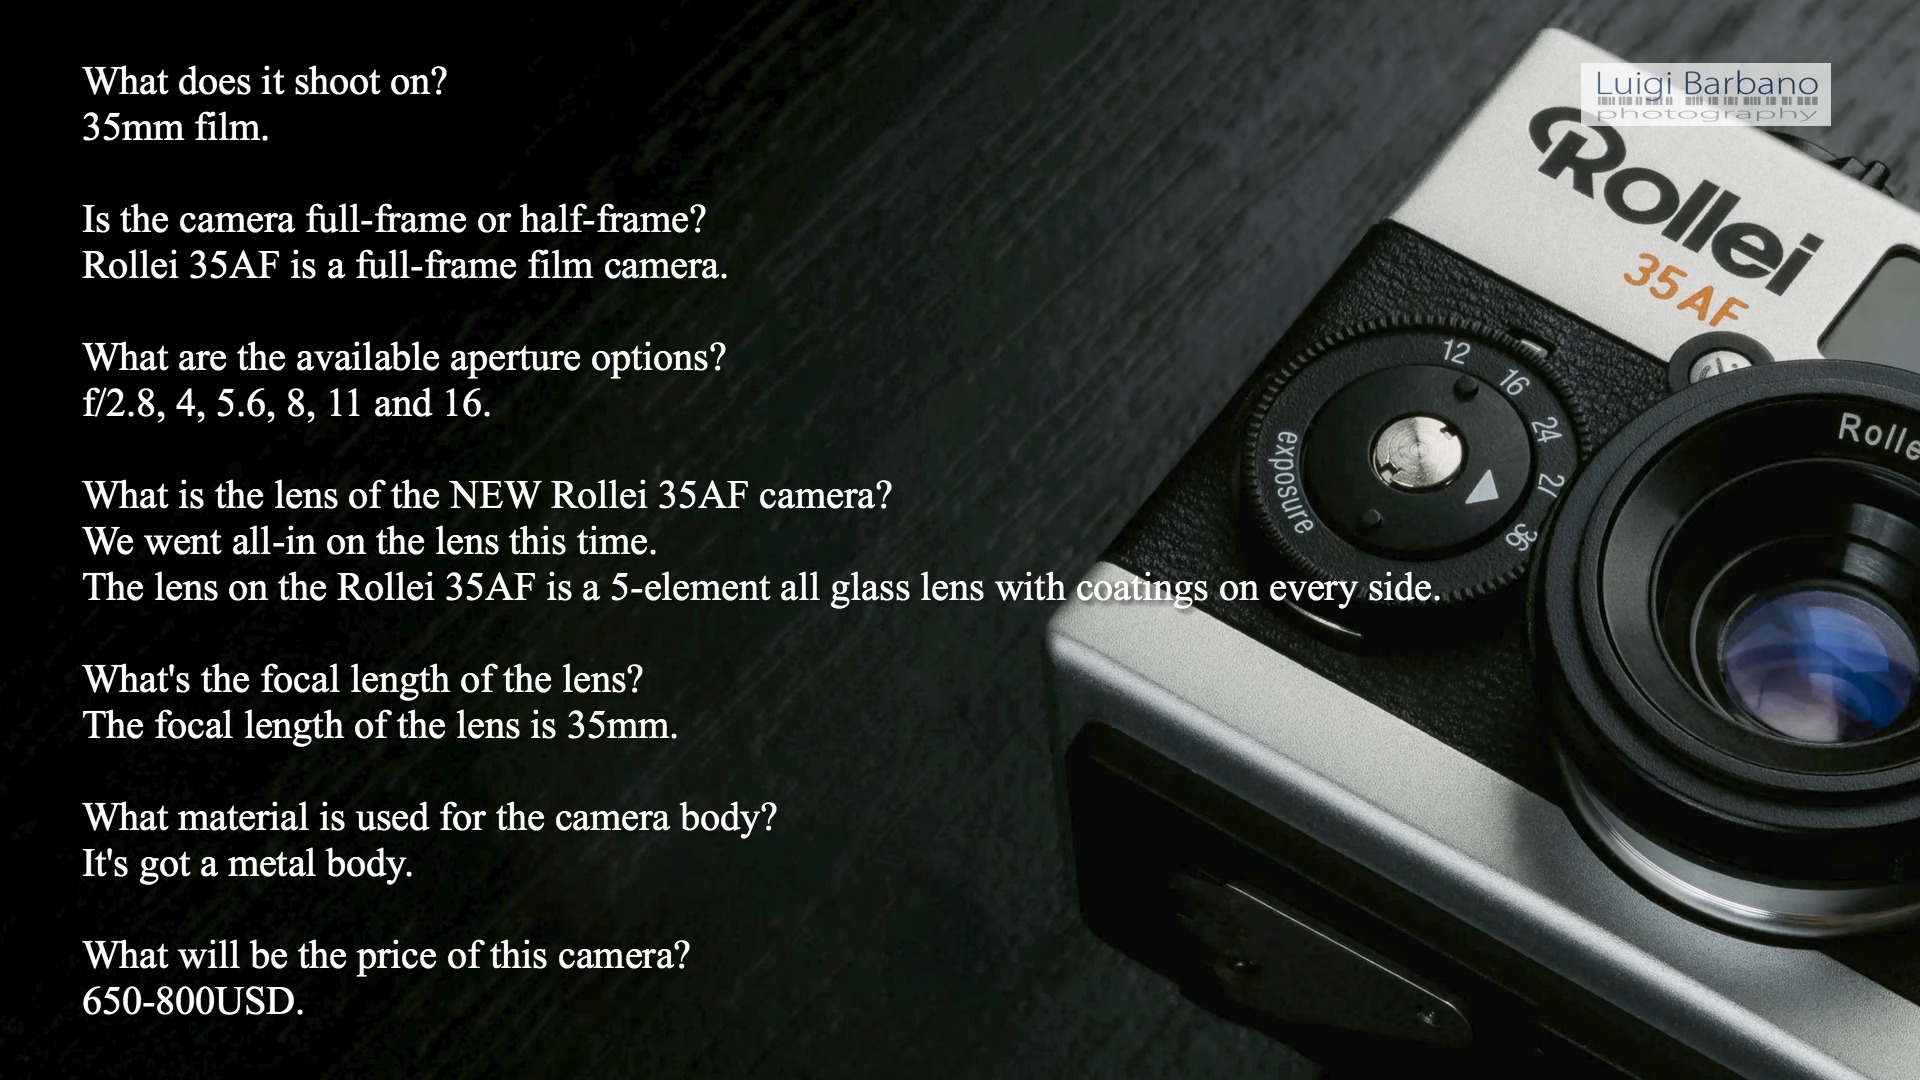 What does it shoot on?
35mm film.
Is the camera full-frame or half-frame?
Rollei 35AF is a full-frame film camera.
What are the available aperture options?
f/2.8, 4, 5.6, 8, 11 and 16.
What is the lens of the NEW Rollei 35AF camera?
We went all-in on the lens this time.
The lens on the Rollei 35AF is a 5-element all glass lens with coatings on every side.
What's the focal length of the lens?
The focal length of the lens is 35mm.
What material is used for the camera body?
It's got a metal body.
What will be the price of this camera?
650-800USD.
Luigi Barbano
photography
Rollei
35AF
12
16
24
27
36
exposure
Rolle